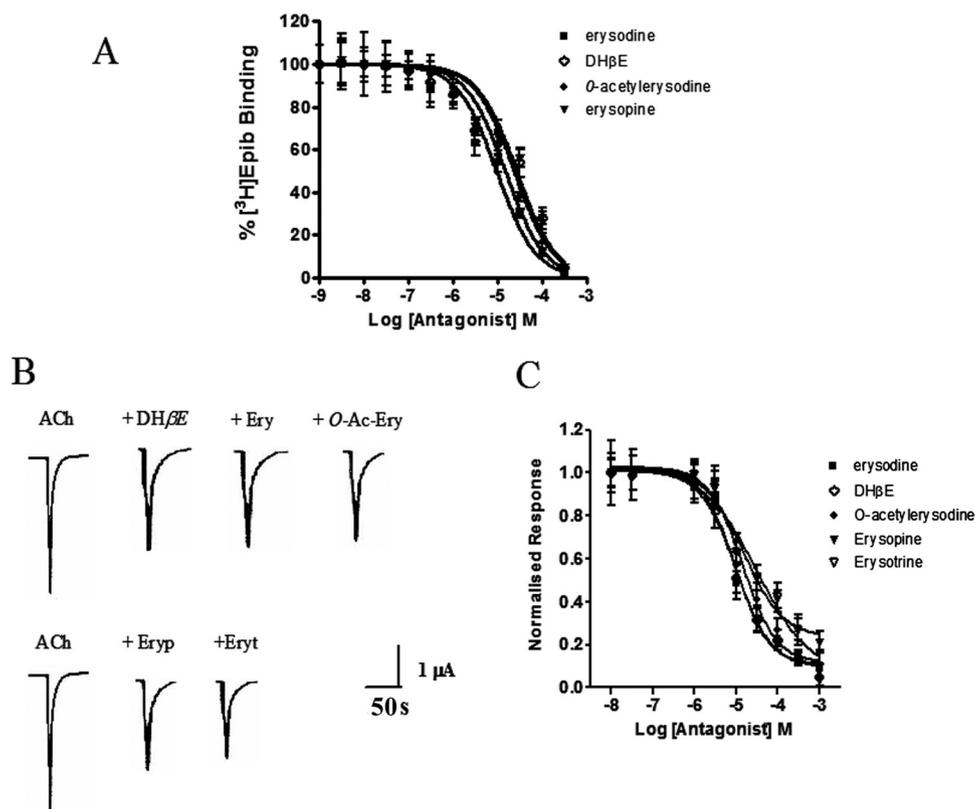 A
120
100
80
60
40
20
0
-9 -8 -7 -6 -5 -4 -3
% [³H]Epib Binding
Log [Antagonist] M
erysodine
DHβE
O-acetylerysodine
erysopine
B
ACh + DHβE + Ery + O-Ac-Ery
ACh + Eryp +Eryt
1 μA
50 s
C
1.2
1.0
0.8
0.6
0.4
0.2
0.0
-8 -7 -6 -5 -4 -3
Normalised Response
Log [Antagonist] M
erysodine
DHβE
O-acetylerysodine
Erysopine
Erysotrine